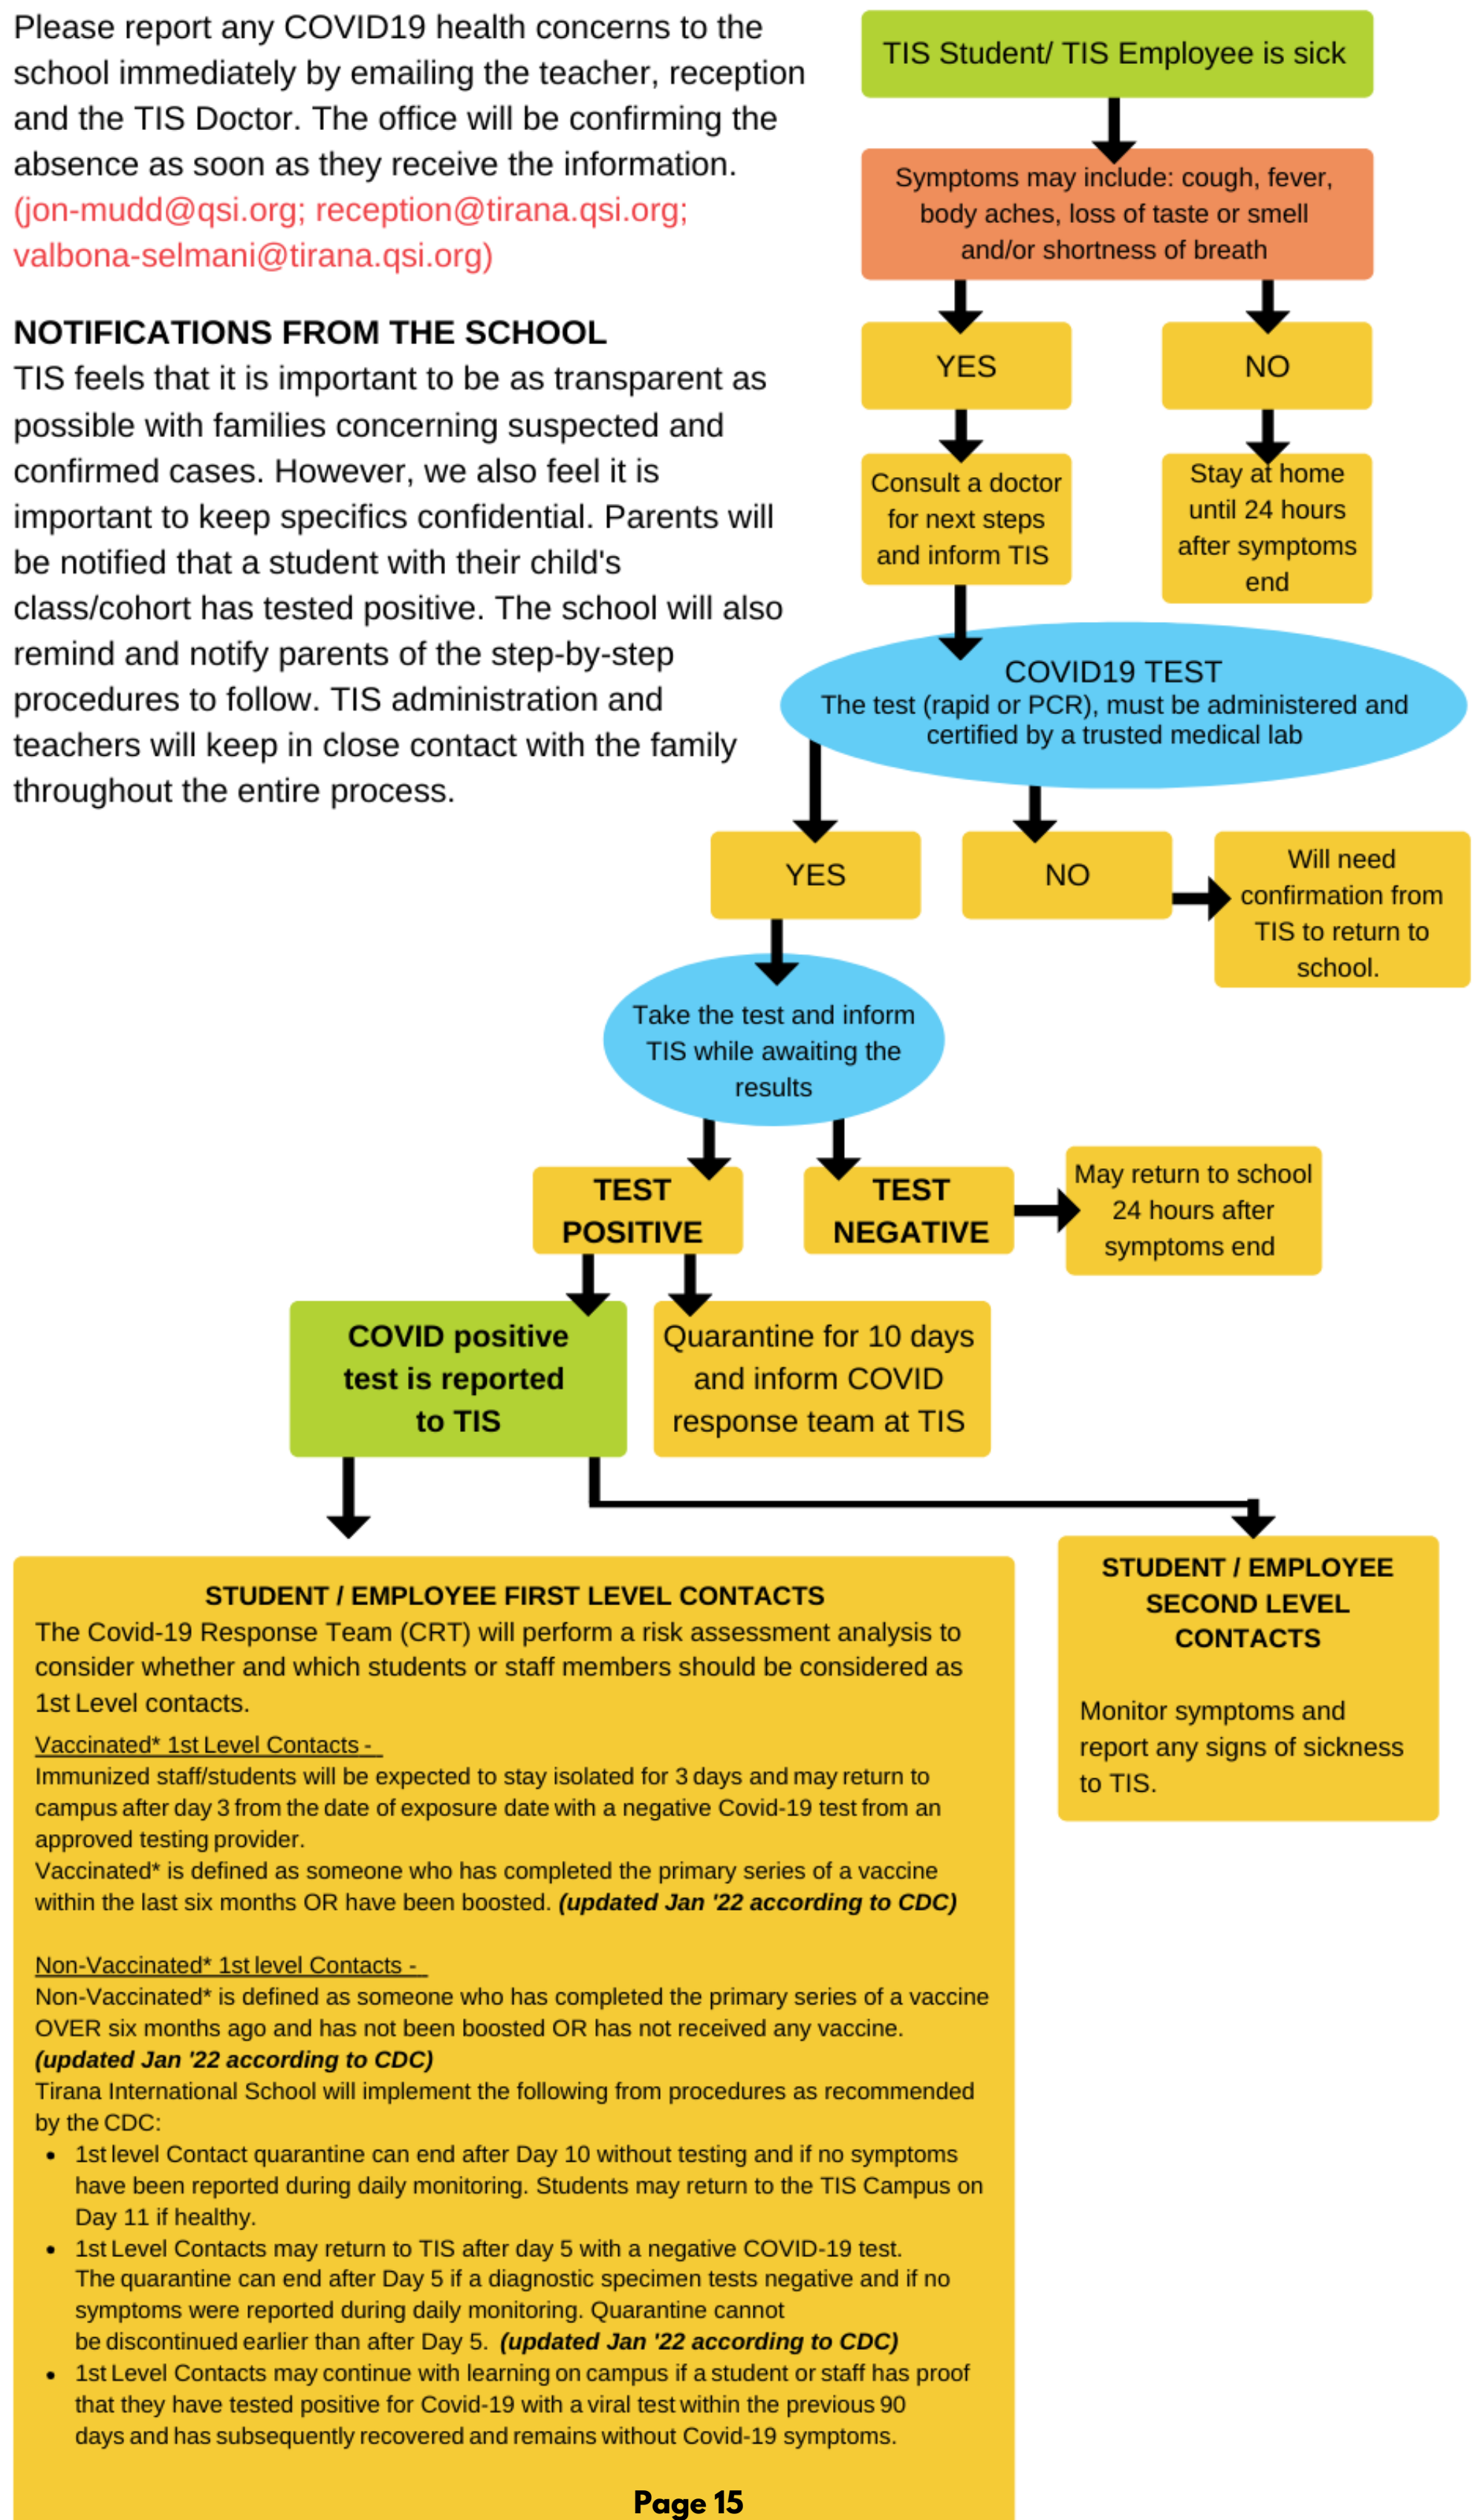 Please report any COVID19 health concerns to the
school immediately by emailing the teacher, reception
and the TIS Doctor. The office will be confirming the
absence as soon as they receive the information.
(jon-mudd@qsi.org; reception@tirana.qsi.org;
valbona-selmani@tirana.qsi.org)
NOTIFICATIONS FROM THE SCHOOL
TIS feels that it is important to be as transparent as
possible with families concerning suspected and
confirmed cases. However, we also feel it is
important to keep specifics confidential. Parents will
be notified that a student with their child's
class/cohort has tested positive. The school will also
remind and notify parents of the step-by-step
procedures to follow. TIS administration and
teachers will keep in close contact with the family
throughout the entire process.
TIS Student/ TIS Employee is sick
Symptoms may include: cough, fever,
body aches, loss of taste or smell
and/or shortness of breath
YES
NO
Consult a doctor
for next steps
and inform TIS
Stay at home
until 24 hours
after symptoms
end
COVID19 TEST
The test (rapid or PCR), must be administered and
certified by a trusted medical lab
YES
NO
Will need
confirmation from
TIS to return to
school.
Take the test and inform
TIS while awaiting the
results
TEST
POSITIVE
TEST
NEGATIVE
May return to school
24 hours after
symptoms end
COVID positive
test is reported
to TIS
Quarantine for 10 days
and inform COVID
response team at TIS
STUDENT / EMPLOYEE FIRST LEVEL CONTACTS
The Covid-19 Response Team (CRT) will perform a risk assessment analysis to
consider whether and which students or staff members should be considered as
1st Level contacts.
Vaccinated* 1st Level Contacts -
Immunized staff/students will be expected to stay isolated for 3 days and may return to
campus after day 3 from the date of exposure date with a negative Covid-19 test from an
approved testing provider.
Vaccinated* is defined as someone who has completed the primary series of a vaccine
within the last six months OR have been boosted. (updated Jan '22 according to CDC)
Non-Vaccinated* 1st level Contacts -
Non-Vaccinated* is defined as someone who has completed the primary series of a vaccine
OVER six months ago and has not been boosted OR has not received any vaccine.
(updated Jan '22 according to CDC)
Tirana International School will implement the following from procedures as recommended
by the CDC:
• 1st level Contact quarantine can end after Day 10 without testing and if no symptoms
have been reported during daily monitoring. Students may return to the TIS Campus on
Day 11 if healthy.
• 1st Level Contacts may return to TIS after day 5 with a negative COVID-19 test.
The quarantine can end after Day 5 if a diagnostic specimen tests negative and if no
symptoms were reported during daily monitoring. Quarantine cannot
be discontinued earlier than after Day 5. (updated Jan '22 according to CDC)
• 1st Level Contacts may continue with learning on campus if a student or staff has proof
that they have tested positive for Covid-19 with a viral test within the previous 90
days and has subsequently recovered and remains without Covid-19 symptoms.
STUDENT / EMPLOYEE
SECOND LEVEL
CONTACTS
Monitor symptoms and
report any signs of sickness
to TIS.
Page 15